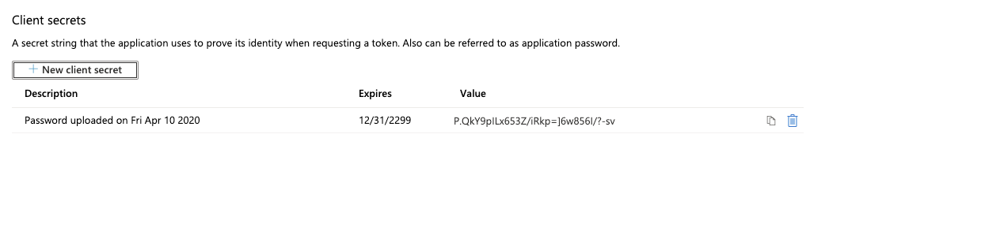 Client secrets
A secret string that the application uses to prove its identity when requesting a token. Also can be referred to as application password.
New client secret
Description Expires Value
Password uploaded on Fri Apr 10 2020 12/31/2299 P.QkY9plLx653Z/iRkp=]6w856I/?-sv